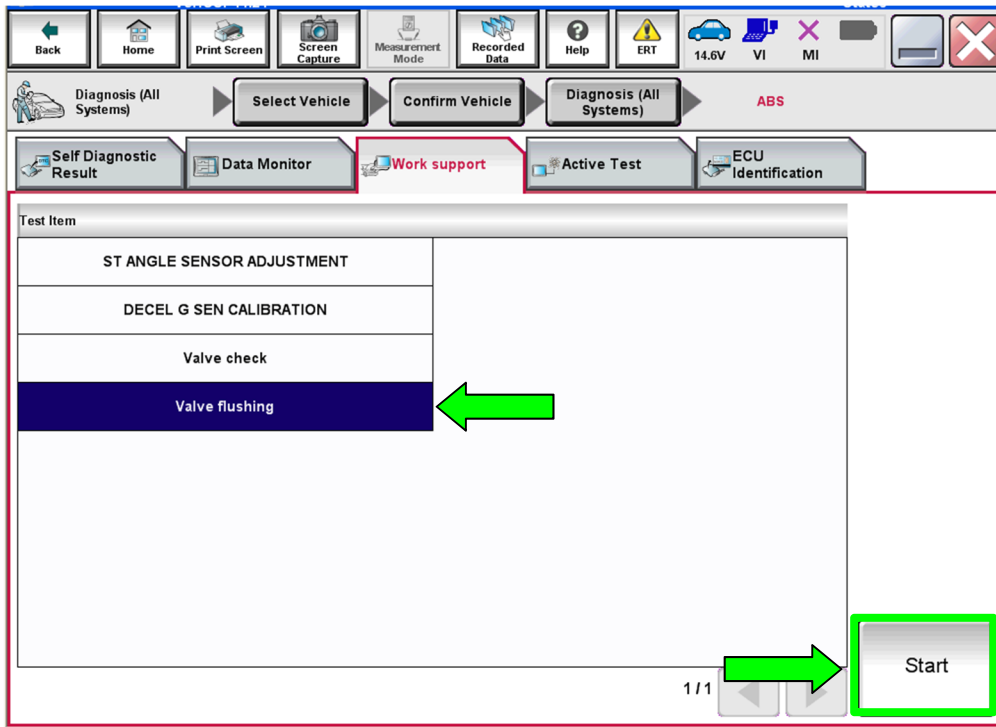 Back
Home
Print Screen
Screen
Capture
Measurement
Mode
Recorded
Data
Help
ERT
14.6V
VI
MI
Diagnosis (All
Systems)
Select Vehicle
Confirm Vehicle
Diagnosis (All
Systems)
ABS
Self Diagnostic
Result
Data Monitor
Work support
Active Test
ECU
Identification
Test Item
ST ANGLE SENSOR ADJUSTMENT
DECEL G SEN CALIBRATION
Valve check
Valve flushing
1/1
Start